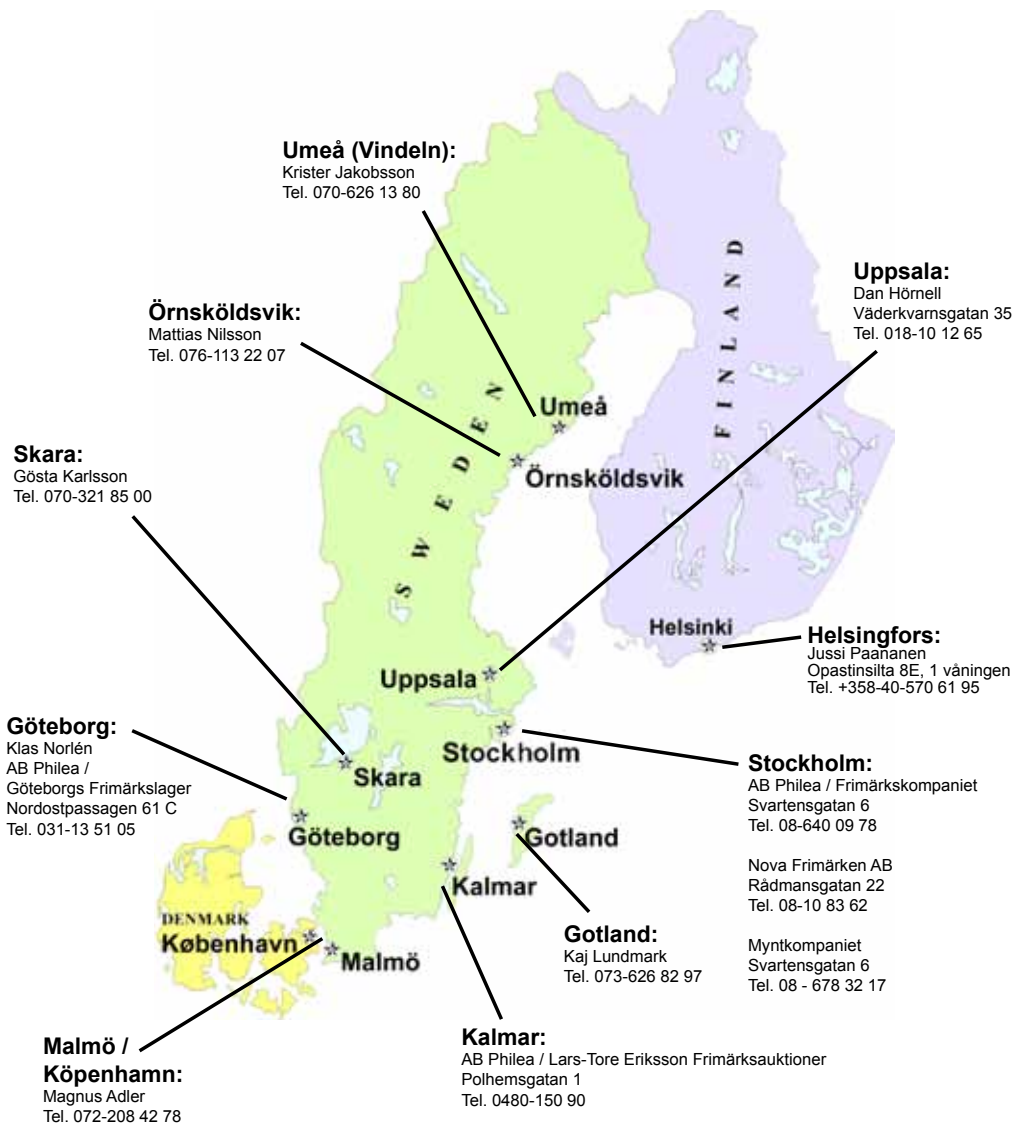 Umeå (Vindeln):
Krister Jakobsson
Tel. 070-626 13 80
Uppsala:
Dan Hörnell
Väderkvarnsgatan 35
Tel. 018-10 12 65
Örnsköldsvik:
Mattias Nilsson
Tel. 076-113 22 07
FINLAND
SWEDEN
Umeå
Örnsköldsvik
Skara:
Gösta Karlsson
Tel. 070-321 85 00
Helsinki
Helsingfors:
Jussi Paananen
Opastinsilta 8E, 1 våningen
Tel. +358-40-570 61 95
Uppsala
Göteborg:
Klas Norlén
AB Philea /
Göteborgs Frimärkslager
Nordostpassagen 61 C
Tel. 031-13 51 05
Stockholm
Skara
Stockholm:
AB Philea / Frimärkskompaniet
Svartensgatan 6
Tel. 08-640 09 78
Nova Frimärken AB
Rådmansgatan 22
Tel. 08-10 83 62
Myntkompaniet
Svartensgatan 6
Tel. 08 - 678 32 17
Göteborg
Gotland
Kalmar
DENMARK
København
Malmö
Gotland:
Kaj Lundmark
Tel. 073-626 82 97
Malmö /
Köpenhamn:
Magnus Adler
Tel. 072-208 42 78
Kalmar:
AB Philea / Lars-Tore Eriksson Frimärksauktioner
Polhemsgatan 1
Tel. 0480-150 90